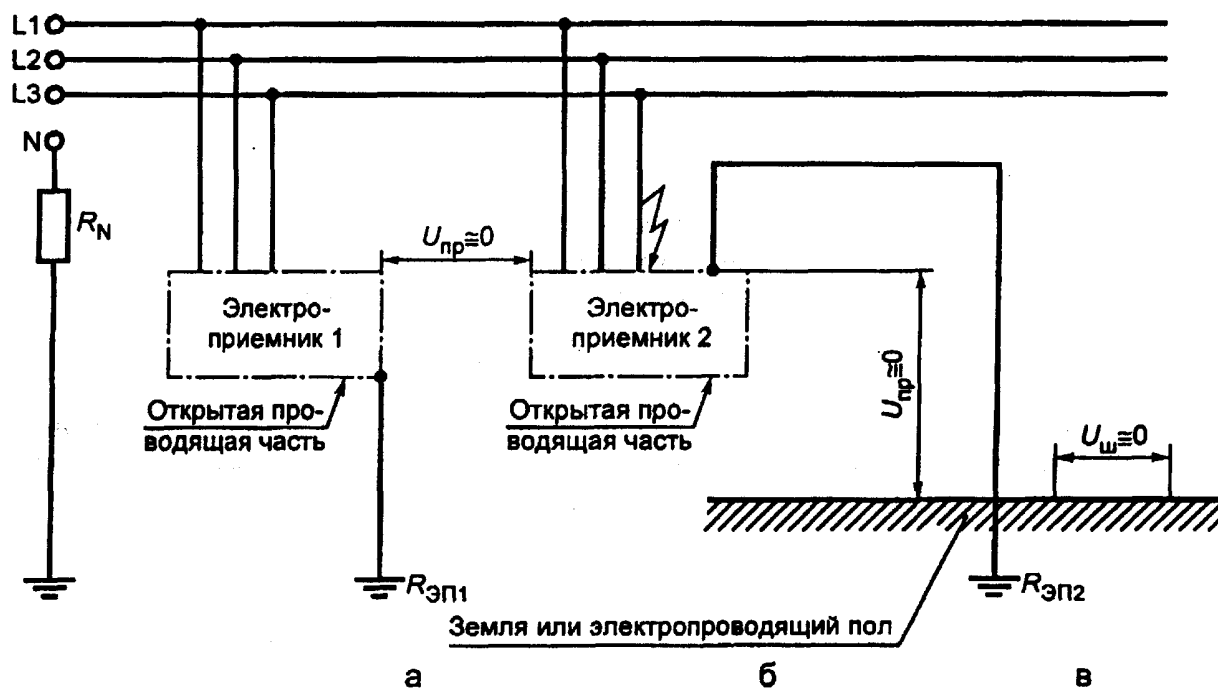 L1
L2
L3
N
R_N
U_пр≅0
Электро-
приемник 1
Электро-
приемник 2
Открытая про-
водящая часть
Открытая про-
водящая часть
U_пр≅0
U_ш≅0
R_ЭП1
R_ЭП2
Земля или электропроводящий пол
а
б
в